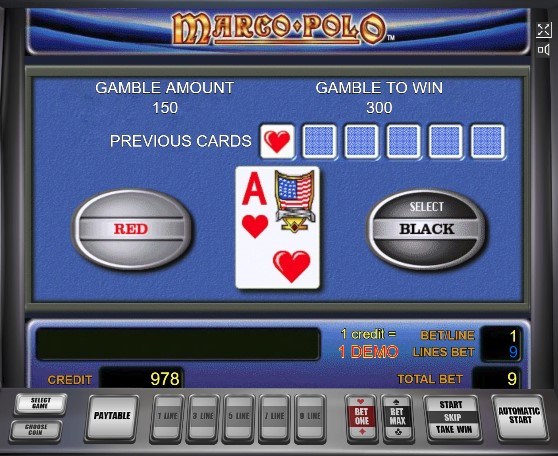 MARCO POLO™
GAMBLE AMOUNT
150
GAMBLE TO WIN
300
PREVIOUS CARDS
RED
A
SELECT
BLACK
1 credit =
1 DEMO
BET/LINE
1
LINES BET
9
CREDIT
978
TOTAL BET
9
SELECT
GAME
CHOOSE
COIN
PAYTABLE
1 LINE
3 LINE
5 LINE
7 LINE
9 LINE
BET
ONE
BET
MAX
START
SKIP
TAKE WIN
AUTOMATIC
START